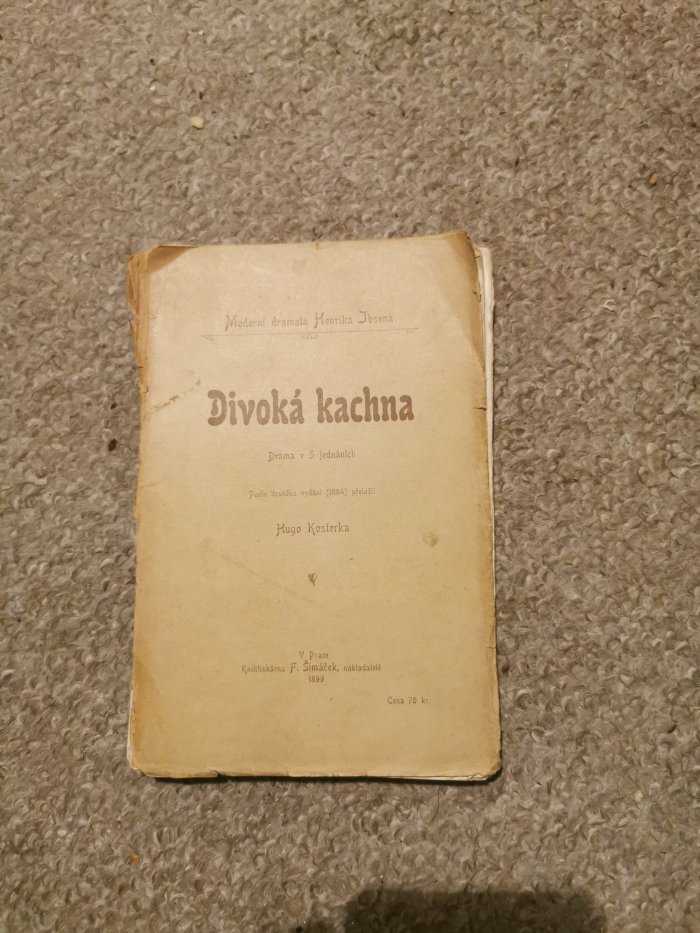 Moderní dramata Henrika Ibsena
Divoká kachna
Drama v 5 jednáních
Podle druhého vydání (1884) přeložil
Hugo Kosterka
V Praze
Knihtiskárna F. Šimáček, nakladatelé
1899
Cena 70 kr.